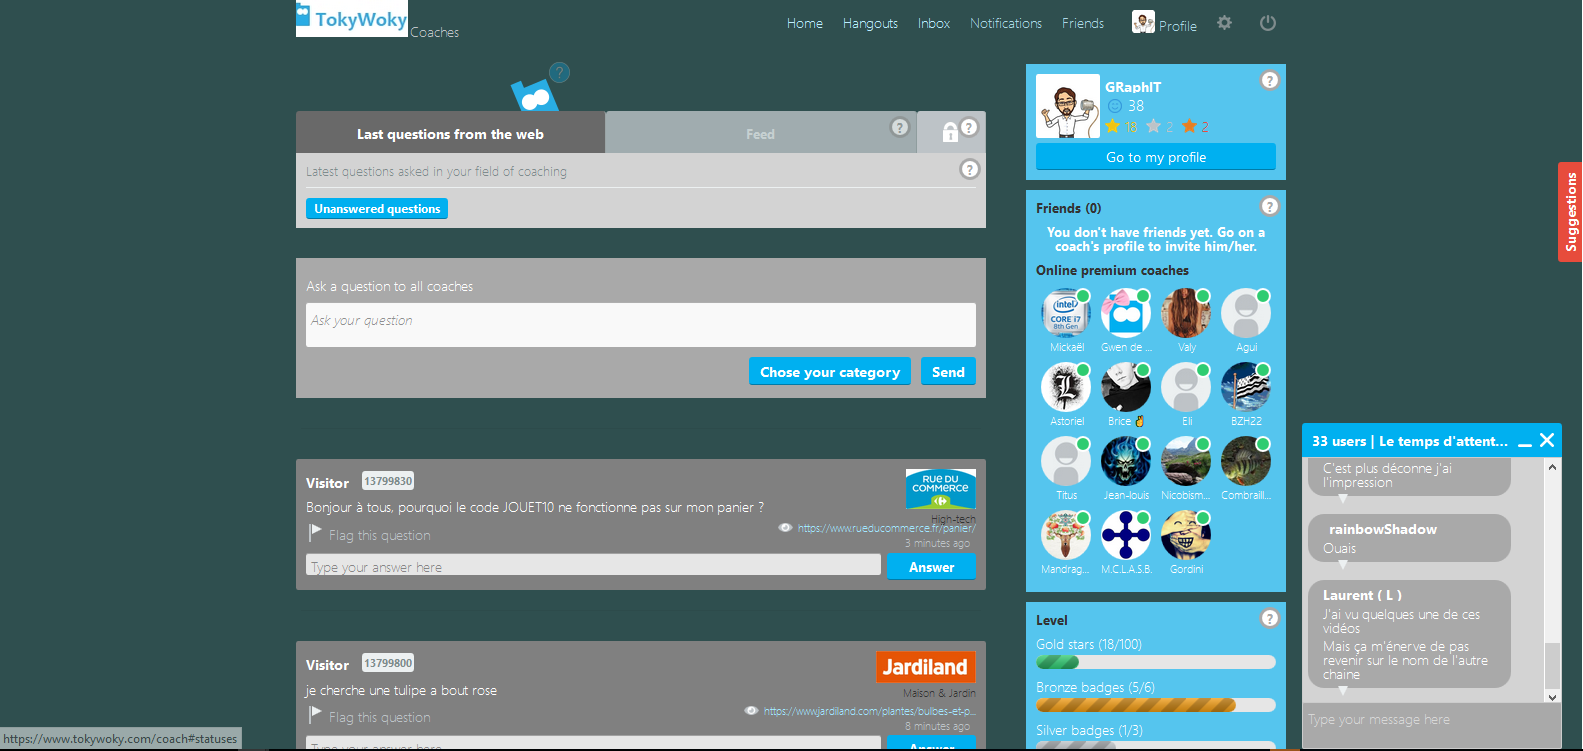 TokyWoky
Coaches
Home
Hangouts
Inbox
Notifications
Friends
Profile
?
Last questions from the web
Feed
?
?
Latest questions asked in your field of coaching
?
Unanswered questions
Ask a question to all coaches
Ask your question
Chose your category
Send
Visitor
13799830
RUE DU
COMMERCE
Bonjour à tous, pourquoi le code JOUET10 ne fonctionne pas sur mon panier ?
High-tech
https://www.rueducommerce.fr/panier/
Flag this question
3 minutes ago
Type your answer here
Answer
Visitor
13799800
Jardiland
je cherche une tulipe a bout rose
Maison & Jardin
https://www.jardiland.com/plantes/bulbes-et-p...
Flag this question
8 minutes ago
Type your answer here
Answer
GRaphIT
?
38
18
2
2
Go to my profile
Friends (0)
?
You don't have friends yet. Go on a
coach's profile to invite him/her.
Online premium coaches
intel
CORE i7
8th Gen
Mickaël
Gwen de ...
Valy
Agui
L
Astoriel
Brice
Eli
BZH22
Titus
Jean-louis
Nicobism...
Combraill...
Mandrag...
M.C.L.A.S.B.
Gordini
Level
?
Gold stars (18/100)
Bronze badges (5/6)
Silver badges (1/3)
Suggestions
33 users | Le temps d'attent...
C'est plus déconne j'ai
l'impression
rainbowShadow
Ouais
Laurent ( L )
J'ai vu quelques une de ces
vidéos
Mais ça m'énerve de pas
revenir sur le nom de l'autre
chaine
Type your message here
https://www.tokywoky.com/coach#statuses